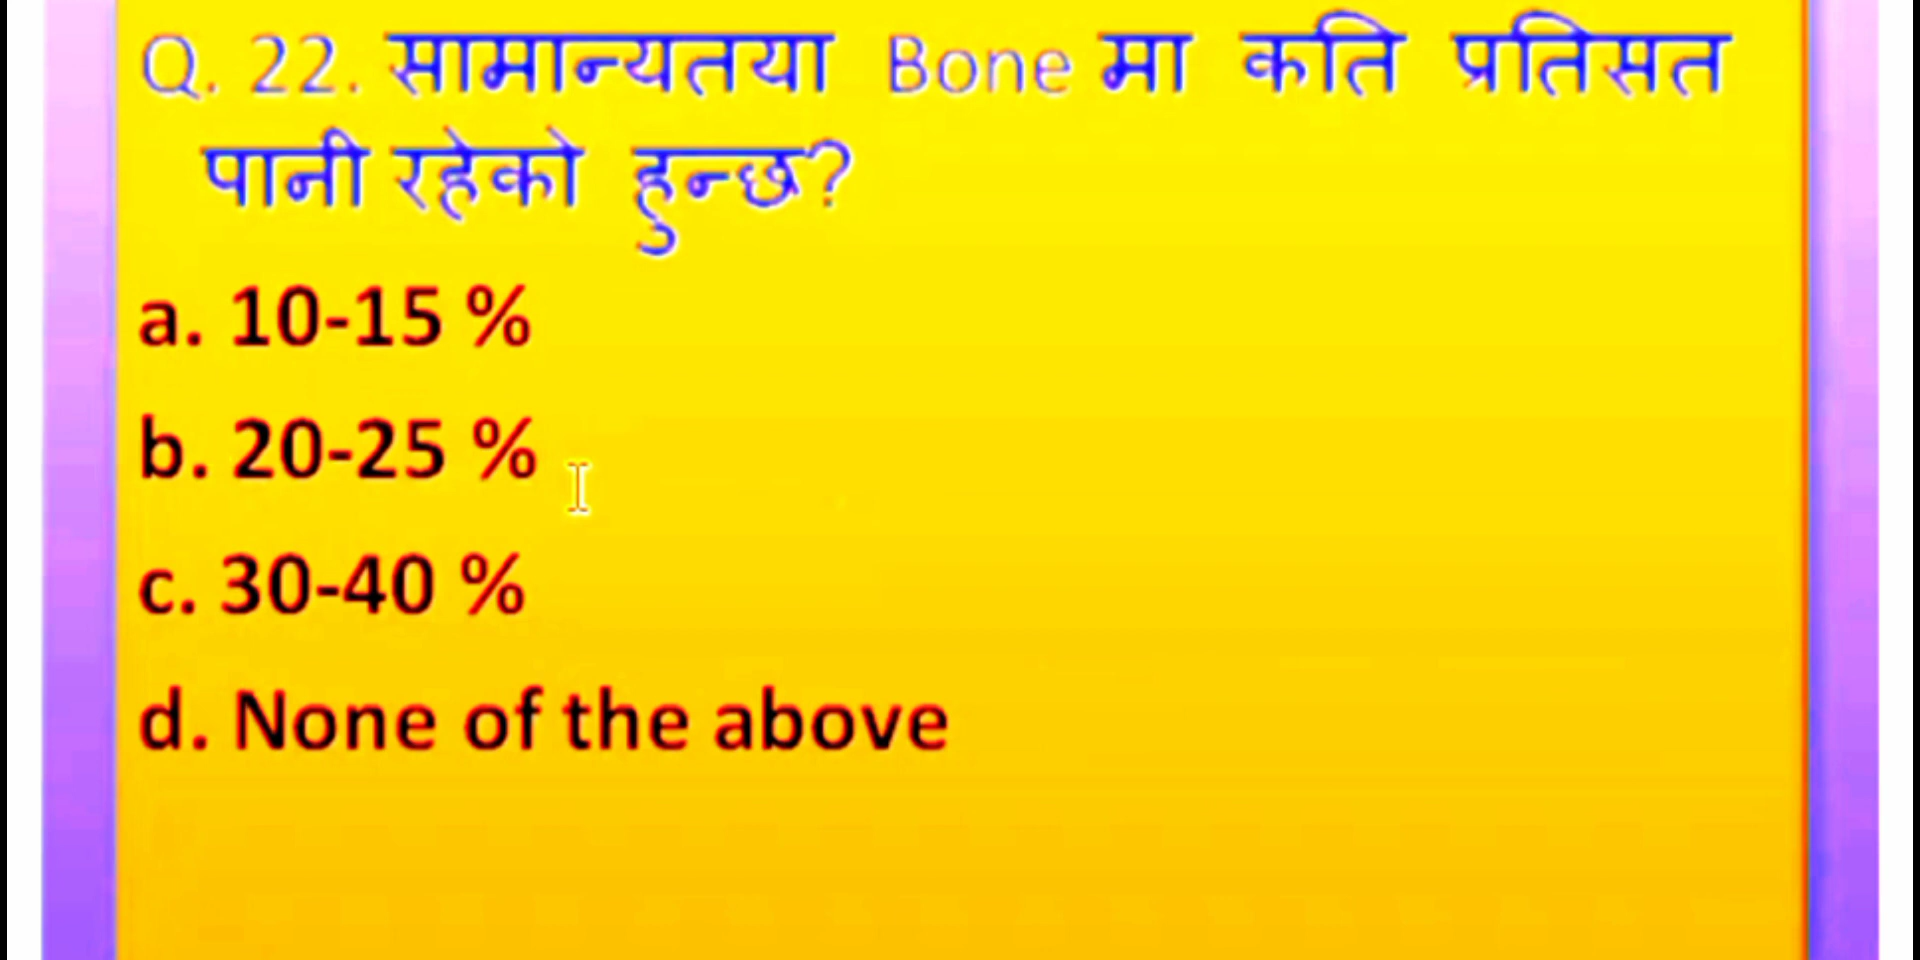 Q. 22. सामान्यतया Bone मा कति प्रतिसत
पानी रहेको हुन्छ?
a. 10-15 %
b. 20-25 %
c. 30-40 %
d. None of the above